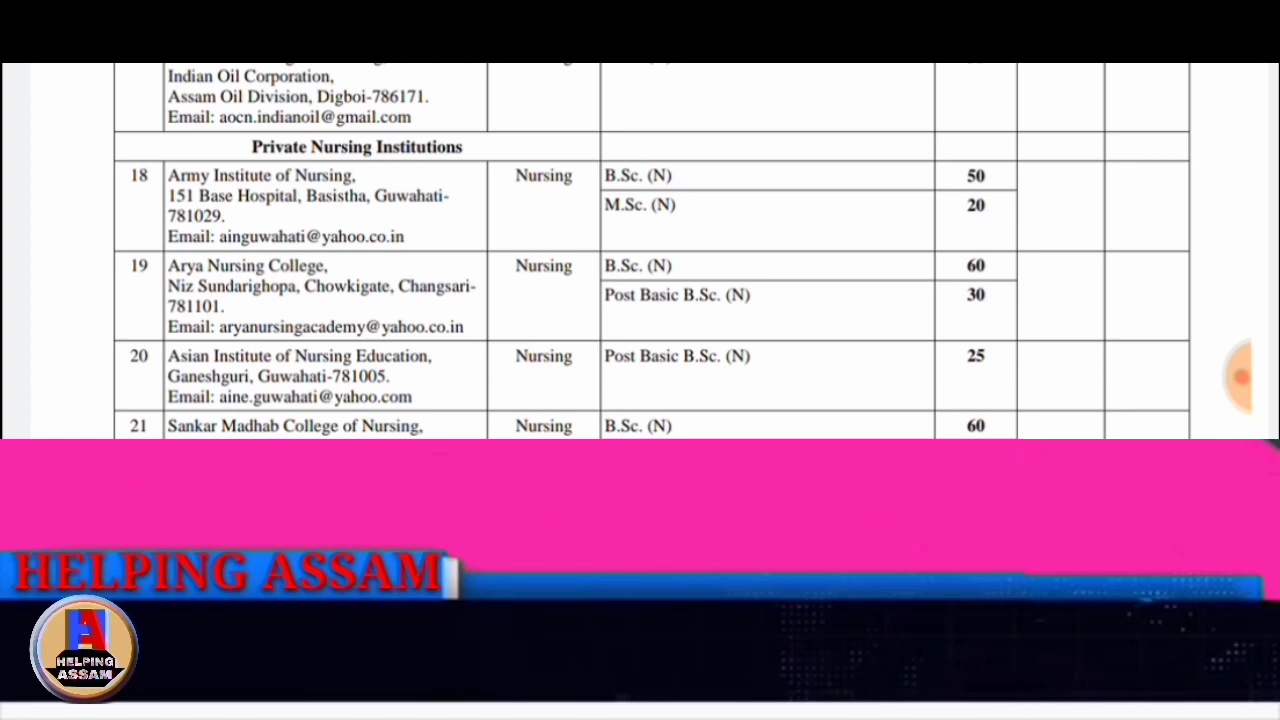 Indian Oil Corporation,
Assam Oil Division, Digboi-786171.
Email: aocn.indianoil@gmail.com
Private Nursing Institutions
18 Army Institute of Nursing, Nursing B.Sc. (N) 50
151 Base Hospital, Basistha, Guwahati-
M.Sc. (N) 20
781029.
Email: ainguwahati@yahoo.co.in
19 Arya Nursing College, Nursing B.Sc. (N) 60
Niz Sundarighopa, Chowkigate, Changsari-
Post Basic B.Sc. (N) 30
781101.
Email: aryanursingacademy@yahoo.co.in
20 Asian Institute of Nursing Education, Nursing Post Basic B.Sc. (N) 25
Ganeshguri, Guwahati-781005.
Email: aine.guwahati@yahoo.com
21 Sankar Madhab College of Nursing, Nursing B.Sc. (N) 60
HELPING ASSAM
HELPING
ASSAM